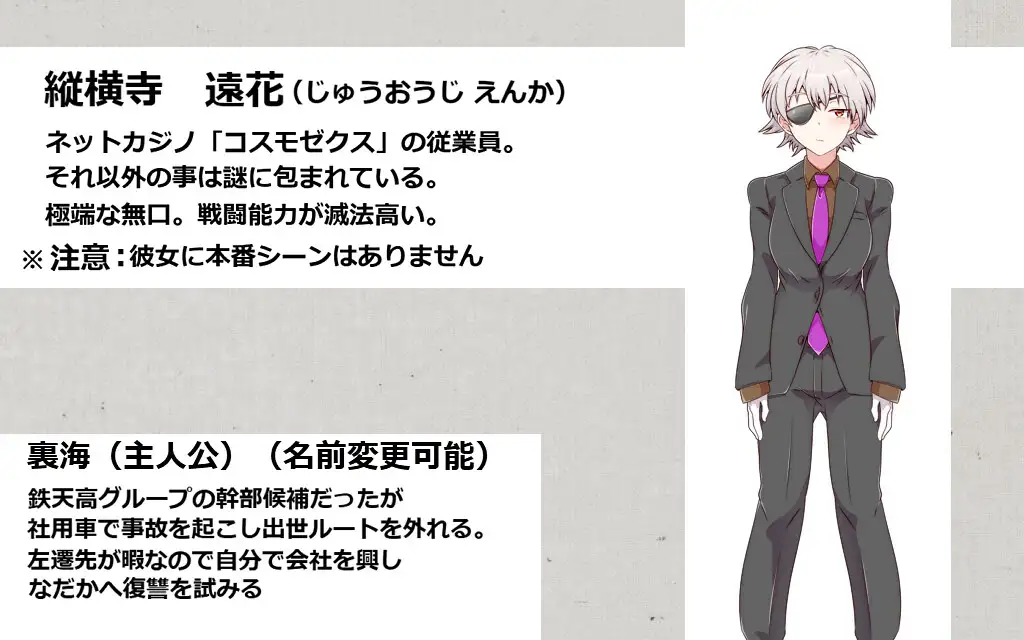 縦横寺　遠花（じゅうおうじ えんか）
ネットカジノ「コスモゼクス」の従業員。
それ以外の事は謎に包まれている。
極端な無口。戦闘能力が滅法高い。
※ 注意：彼女に本番シーンはありません
裏海（主人公）（名前変更可能）
鉄天高グループの幹部候補だったが
社用車で事故を起こし出世ルートを外れる。
左遷先が暇なので自分で会社を興し
なだかへ復讐を試みる